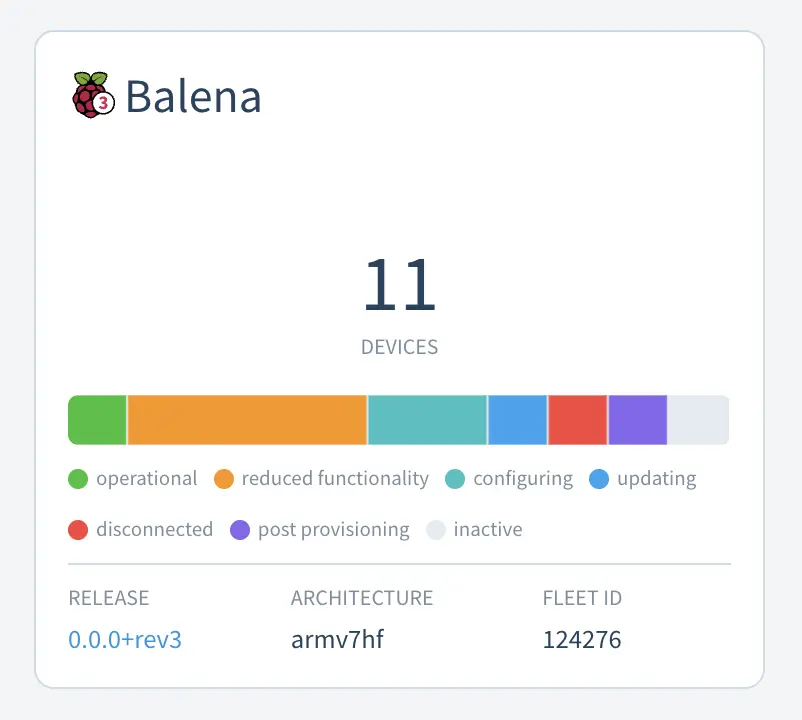 3 Balena
11
DEVICES
operational reduced functionality configuring updating
disconnected post provisioning inactive
RELEASE ARCHITECTURE FLEET ID
0.0.0+rev3 armv7hf 124276